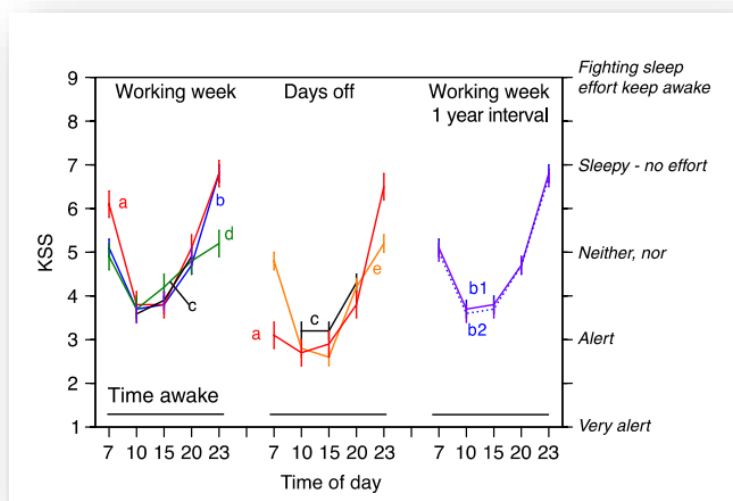 Working week
Days off
Working week
1 year interval
Fighting sleep
effort keep awake
Sleepy - no effort
Neither, nor
Alert
Very alert
KSS
9
8
7
6
5
4
3
2
1
a
b
d
c
a
c
e
b1
b2
Time awake
7 10 15 20 23 7 10 15 20 23 7 10 15 20 23
Time of day